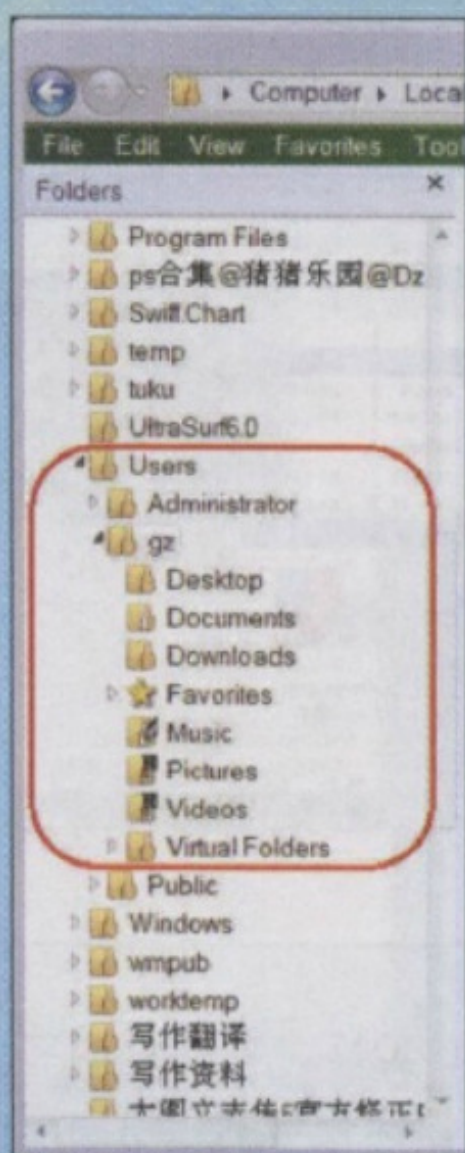 Computer Loca
File Edit View Favorites Tool
Folders
Program Files
ps合集@猪猪乐园@Dz
Swiff Chart
temp
tuku
UltraSurf6.0
Users
Administrator
gz
Desktop
Documents
Downloads
Favorites
Music
Pictures
Videos
Virtual Folders
Public
Windows
wmpub
worktemp
写作翻译
写作资料